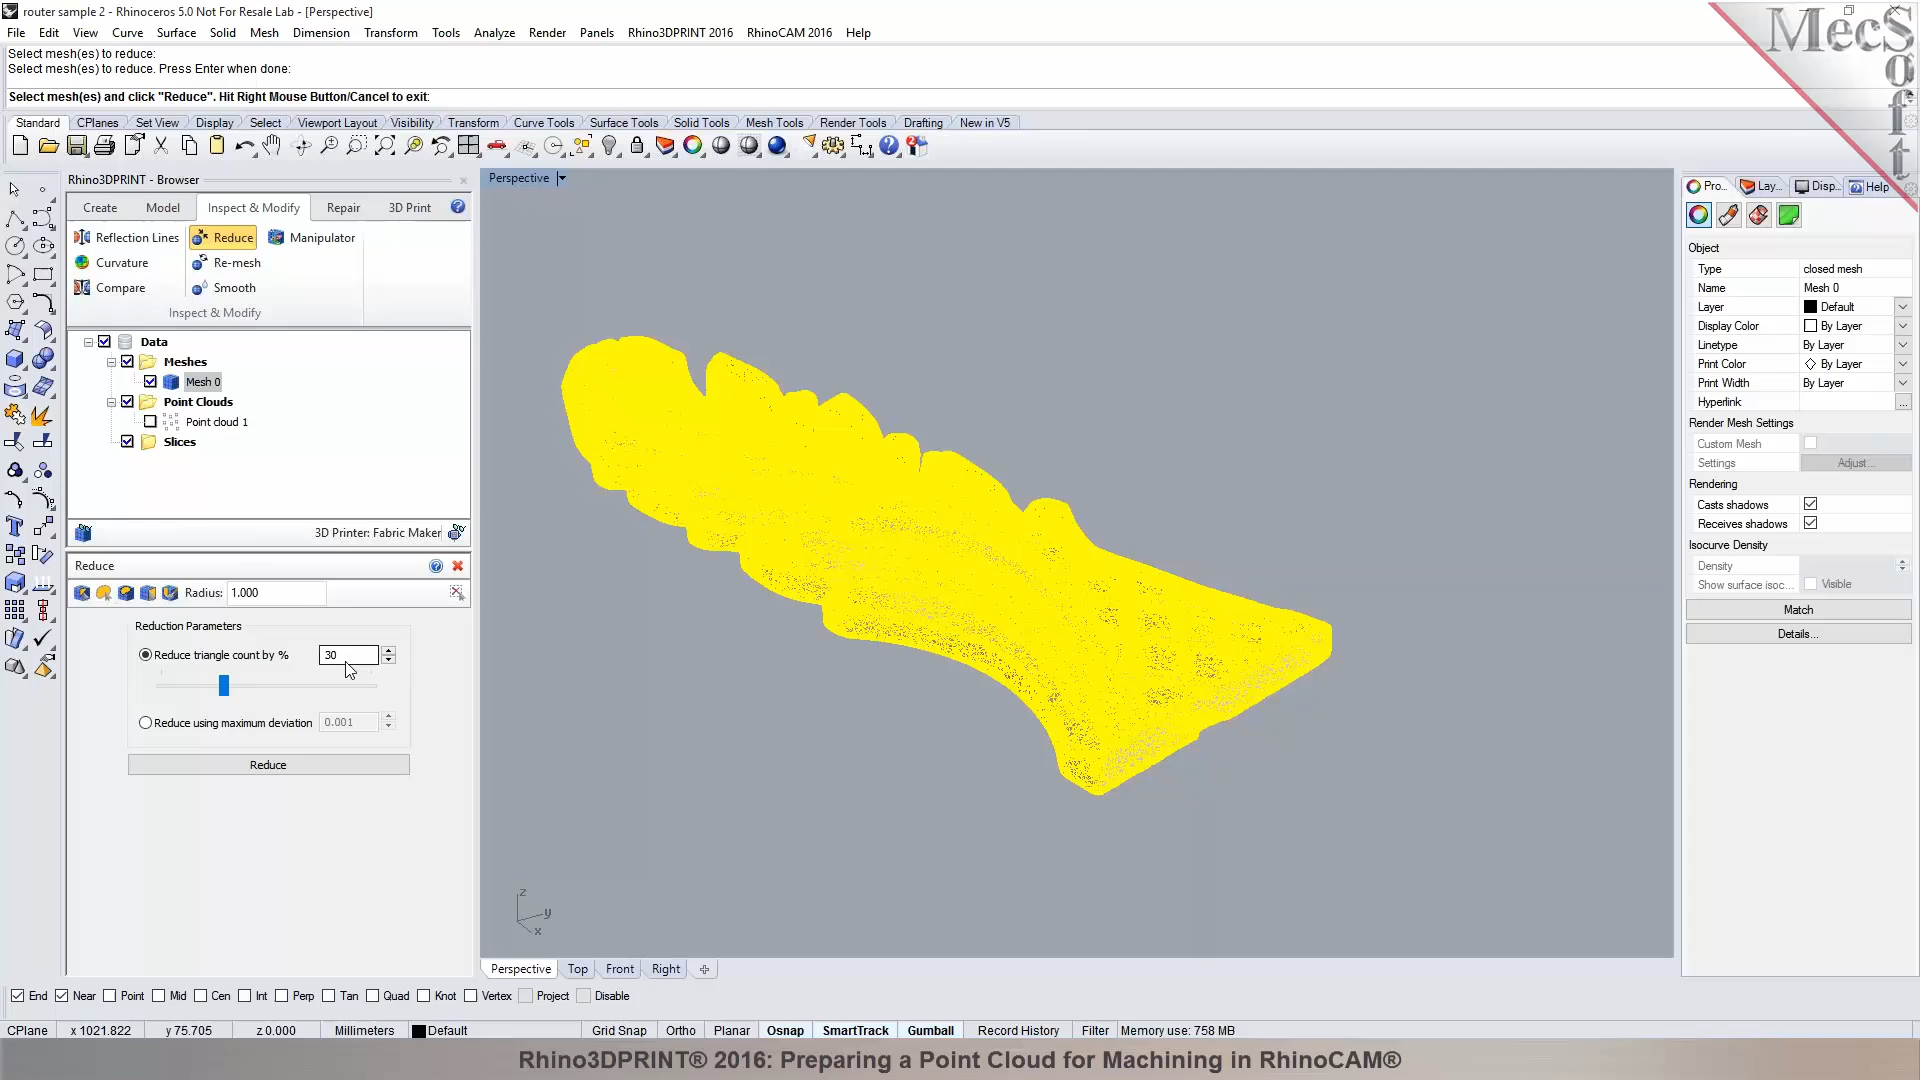 router sample 2 - Rhinoceros 5.0 Not For Resale Lab - [Perspective]
MecSoft
File Edit View Curve Surface Solid Mesh Dimension Transform Tools Analyze Render Panels Rhino3DPRINT 2016 RhinoCAM 2016 Help
Select mesh(es) to reduce:
Select mesh(es) to reduce. Press Enter when done:
Select mesh(es) and click "Reduce". Hit Right Mouse Button/Cancel to exit:
Standard CPlanes Set View Display Select Viewport Layout Visibility Transform Curve Tools Surface Tools Solid Tools Mesh Tools Render Tools Drafting New in V5
Rhino3DPRINT - Browser
Create Model Inspect & Modify Repair 3D Print
Reflection Lines Reduce Manipulator
Curvature Re-mesh
Compare Smooth
Inspect & Modify
Data
Meshes
Mesh 0
Point Clouds
Point cloud 1
Slices
3D Printer: Fabric Maker
Reduce
Radius: 1.000
Reduction Parameters
Reduce triangle count by % 30
Reduce using maximum deviation 0.001
Reduce
Perspective
z
y
x
Perspective Top Front Right
Pro... Lay... Disp... Help
Object
Type closed mesh
Name Mesh 0
Layer Default
Display Color By Layer
Linetype By Layer
Print Color By Layer
Print Width By Layer
Hyperlink ...
Render Mesh Settings
Custom Mesh
Settings Adjust...
Rendering
Casts shadows
Receives shadows
Isocurve Density
Density
Show surface isoc... Visible
Match
Details...
End Near Point Mid Cen Int Perp Tan Quad Knot Vertex Project Disable
CPlane x 1021.822 y 75.705 z 0.000 Millimeters Default Grid Snap Ortho Planar Osnap SmartTrack Gumball Record History Filter Memory use: 758 MB
Rhino3DPRINT® 2016: Preparing a Point Cloud for Machining in RhinoCAM®